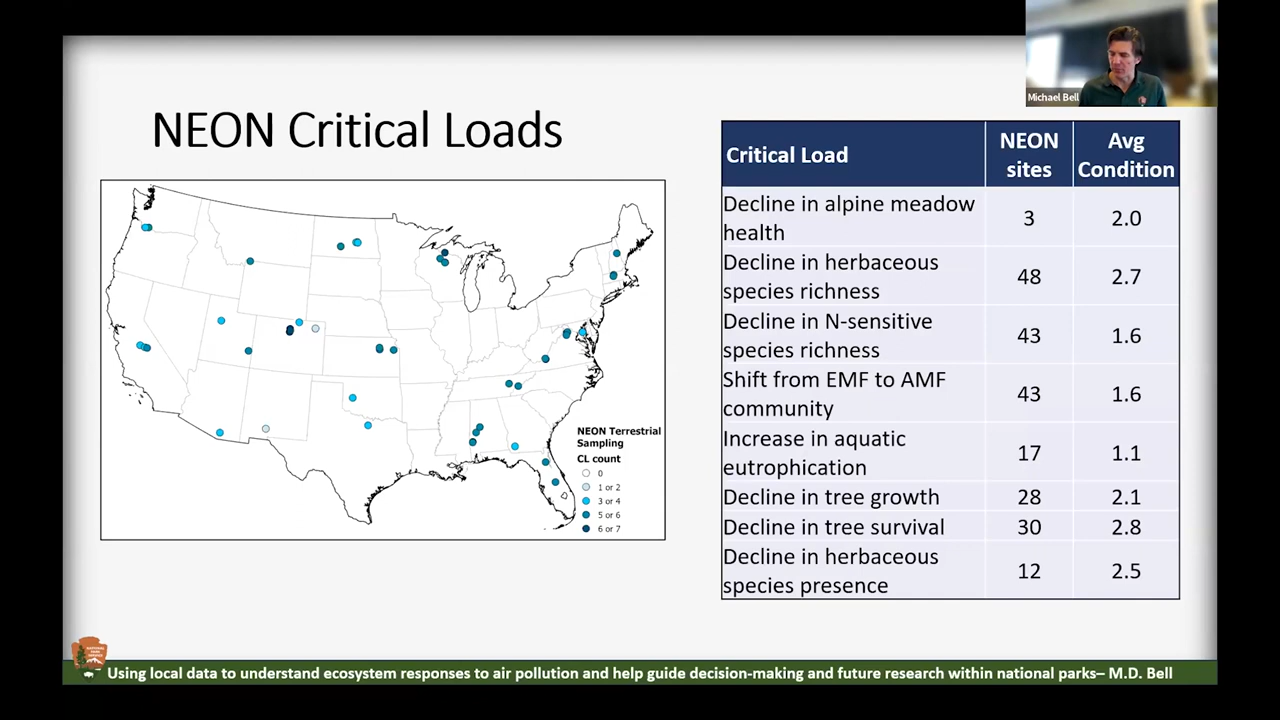 Michael Bell
NEON Critical Loads
NEON Terrestrial
Sampling
CL count
0
1 or 2
3 or 4
5 or 6
6 or 7
Critical Load NEON sites Avg Condition
Decline in alpine meadow
health 3 2.0
Decline in herbaceous
species richness 48 2.7
Decline in N-sensitive
species richness 43 1.6
Shift from EMF to AMF
community 43 1.6
Increase in aquatic
eutrophication 17 1.1
Decline in tree growth 28 2.1
Decline in tree survival 30 2.8
Decline in herbaceous
species presence 12 2.5
Using local data to understand ecosystem responses to air pollution and help guide decision-making and future research within national parks– M.D. Bell